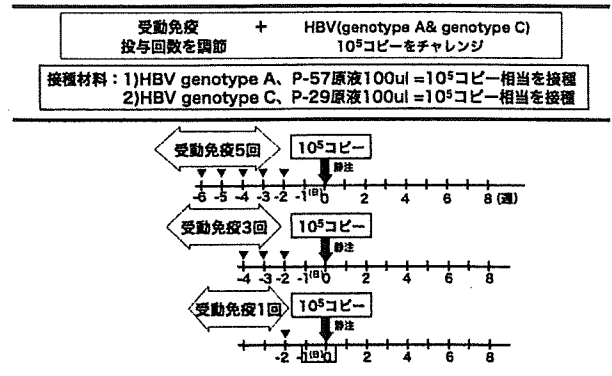 受動免疫 + HBV(genotype A& genotype C)
投与回数を調節 10⁵コピーをチャレンジ
接種材料：1)HBV genotype A、P-57原液100ul =10⁵コピー相当を接種
2)HBV genotype C、P-29原液100ul =10⁵コピー相当を接種
受動免疫5回 10⁵コピー
静注
-6 -5 -4 -3 -2 -1(日)0 2 4 6 8 (週)
受動免疫3回 10⁵コピー
静注
-4 -3 -2 -1(日)0 2 4 6 8
受動免疫1回 10⁵コピー
静注
-2 -1(日)0 2 4 6 8